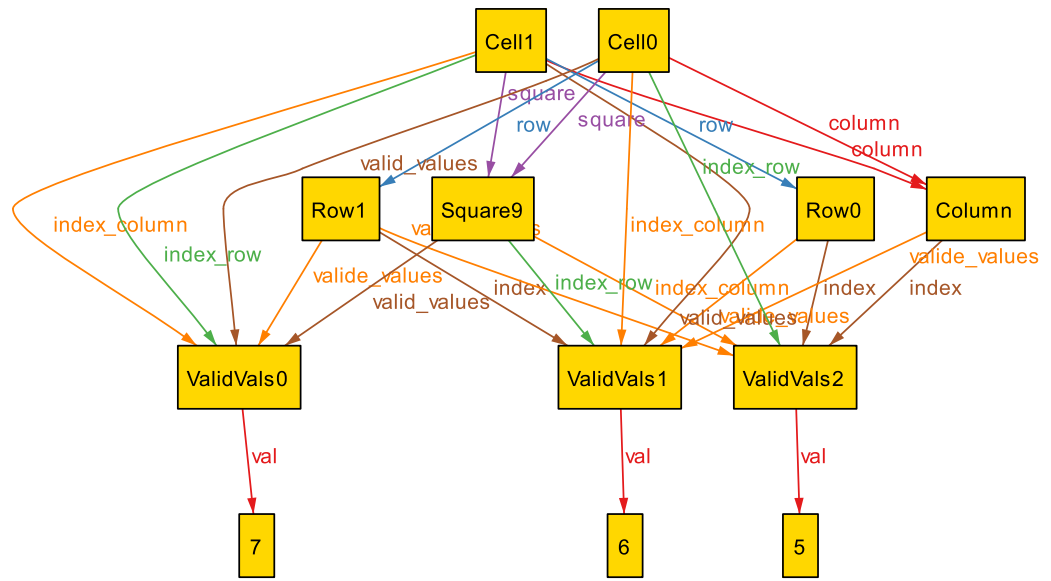 Cell1
Cell0
square
square
row
row
column
column
valid_values
index_row
Row1
Square9
Row0
Column
index_column
index_row
index_column
valide_values
valide_values
valid_values
index
index_row
index_column
valid_values
valide_values
index
index
ValidVals0
ValidVals1
ValidVals2
val
val
val
7
6
5